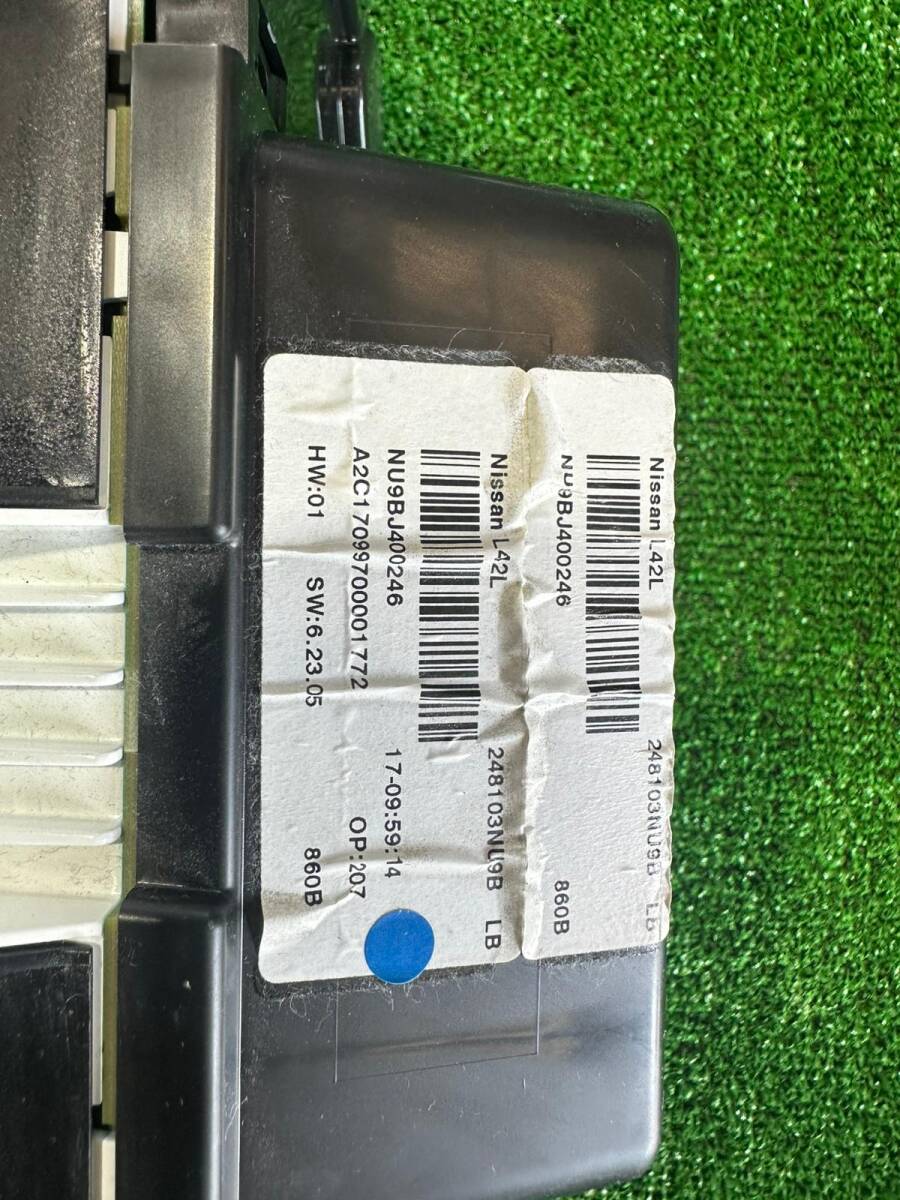 Nissan L42L 248103NU9B LB
NU9BJ400246 860B
Nissan L42L 248103NU9B LB
NU9BJ400246 17-09:59:14
A2C17099700001772 OP:207
HW:01 SW:6.23.05 860B